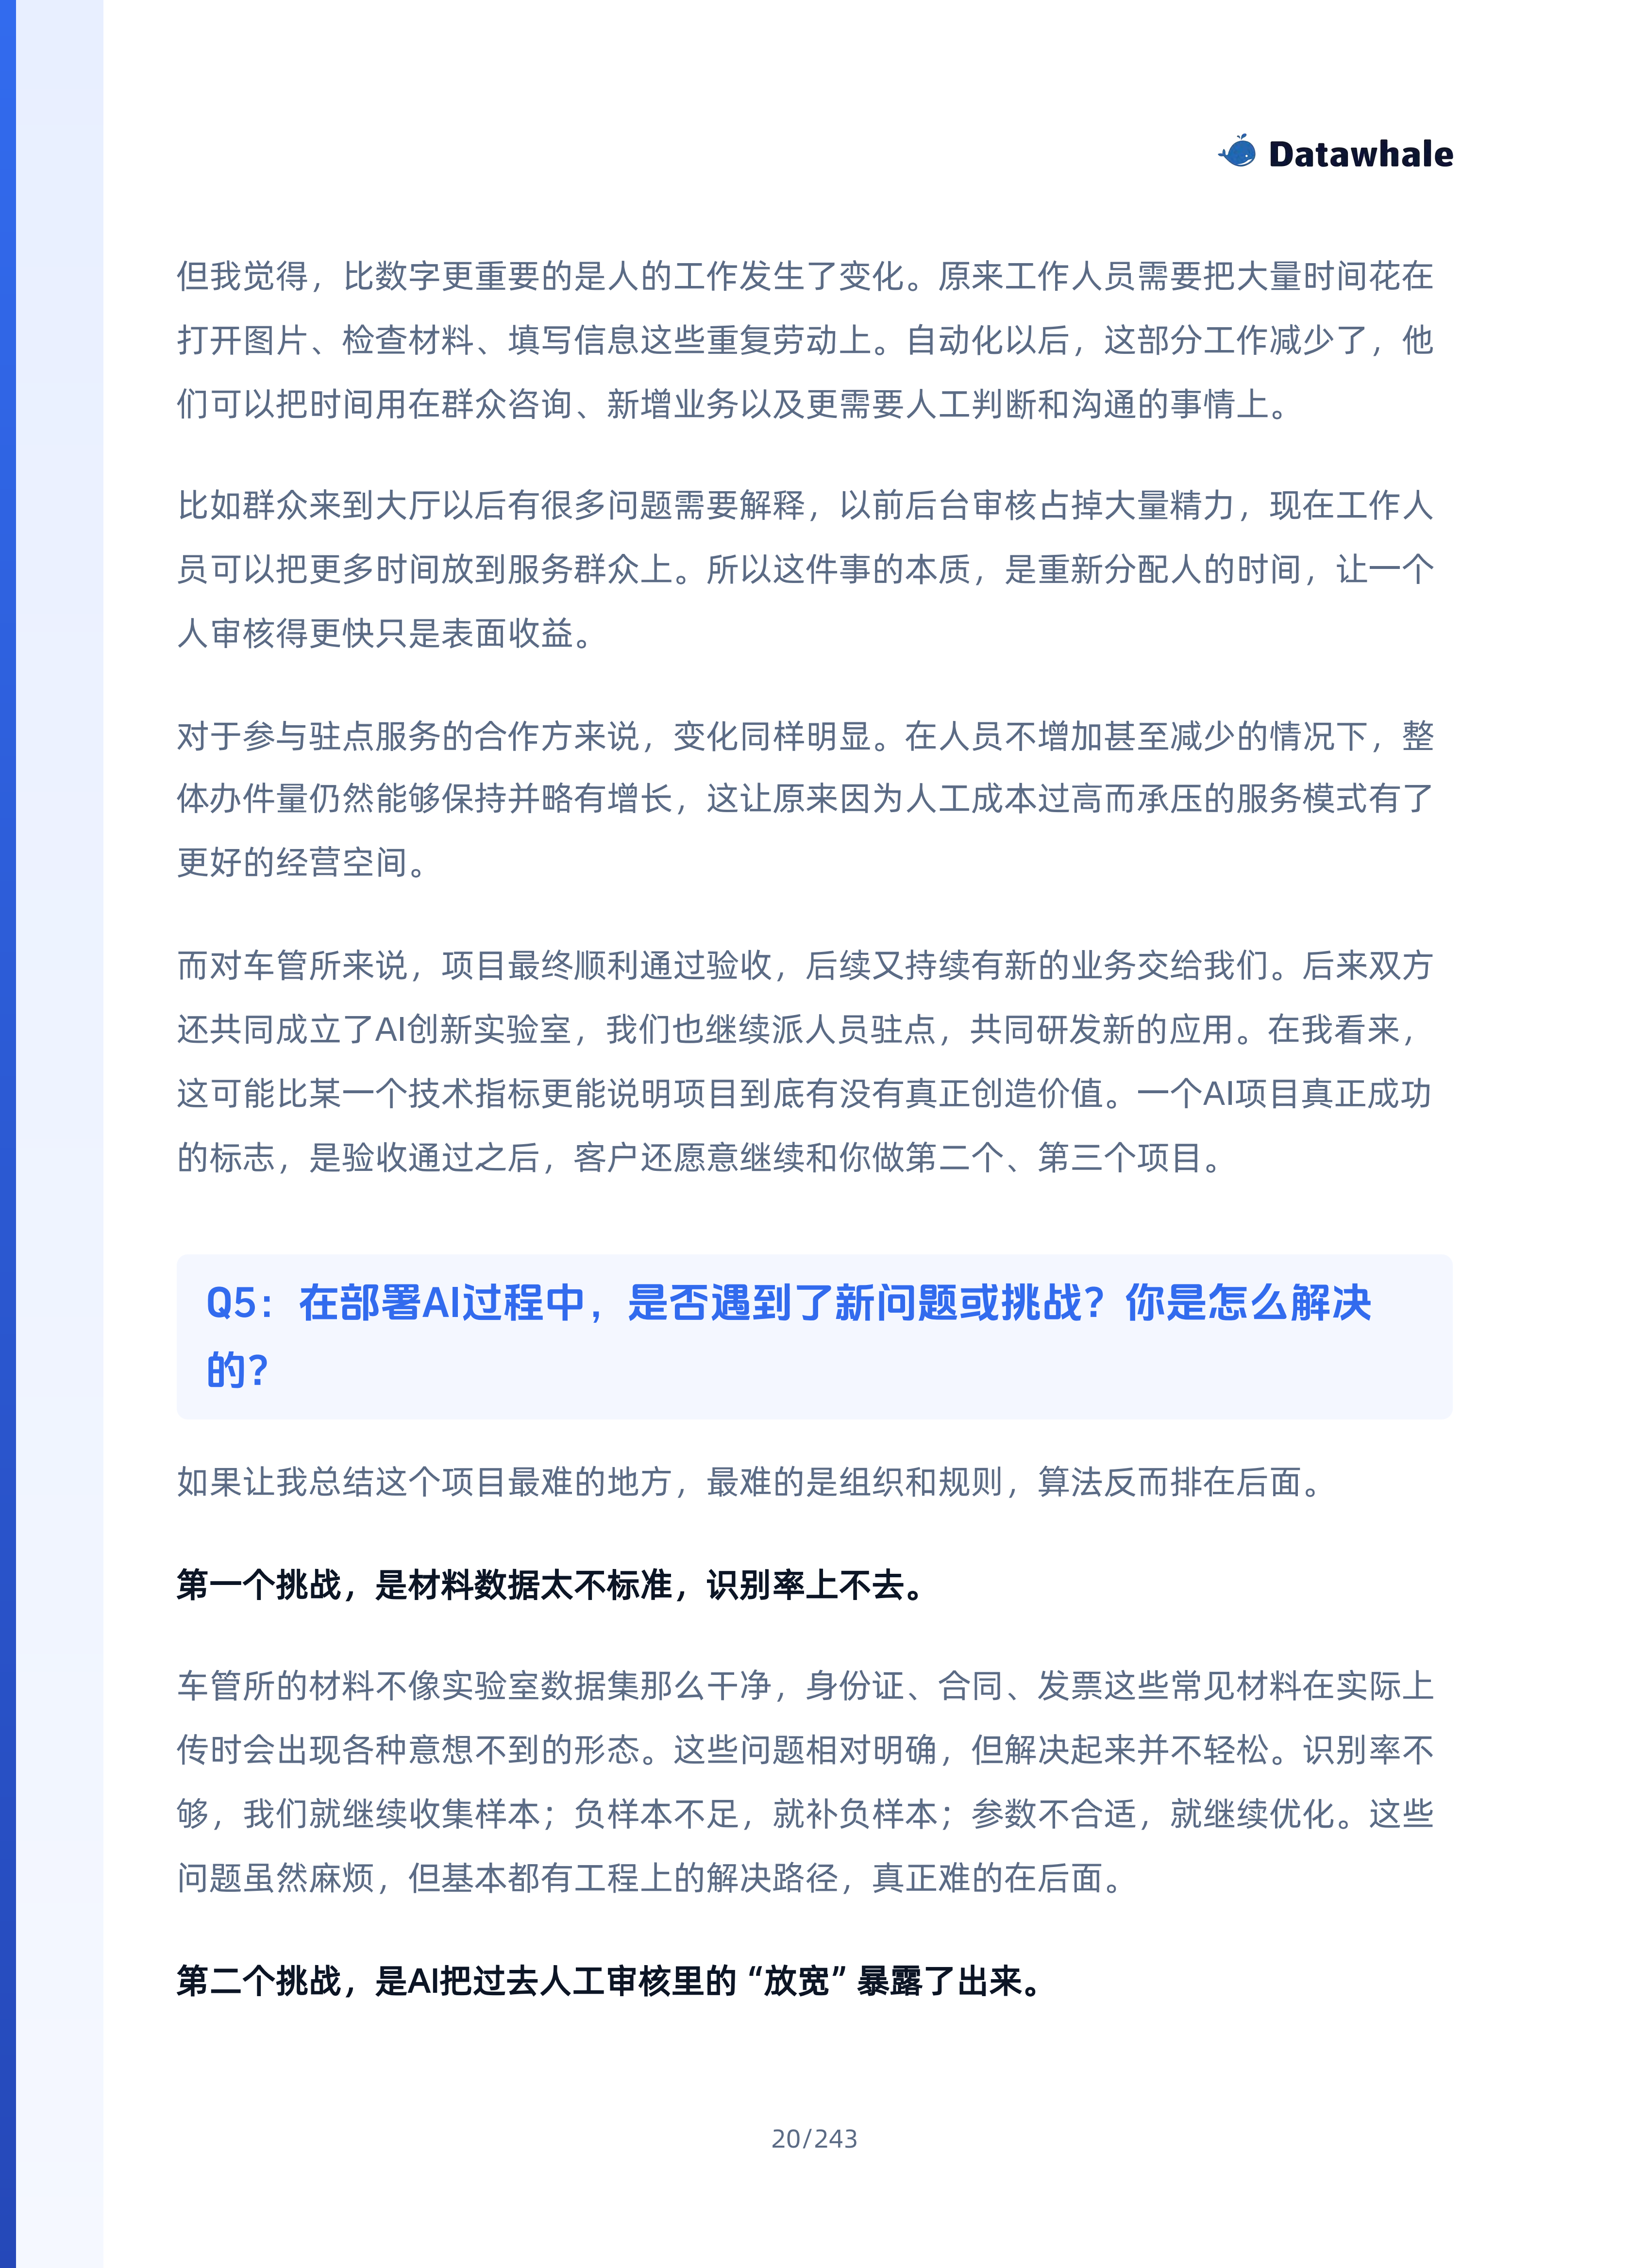 Datawhale
但我觉得，比数字更重要的是人的工作发生了变化。原来工作人员需要把大量时间花在
打开图片、检查材料、填写信息这些重复劳动上。自动化以后，这部分工作减少了，他
们可以把时间用在群众咨询、新增业务以及更需要人工判断和沟通的事情上。
比如群众来到大厅以后有很多问题需要解释，以前后台审核占掉大量精力，现在工作人
员可以把更多时间放到服务群众上。所以这件事的本质，是重新分配人的时间，让一个
人审核得更快只是表面收益。
对于参与驻点服务的合作方来说，变化同样明显。在人员不增加甚至减少的情况下，整
体办件量仍然能够保持并略有增长，这让原来因为人工成本过高而承压的服务模式有了
更好的经营空间。
而对车管所来说，项目最终顺利通过验收，后续又持续有新的业务交给我们。后来双方
还共同成立了AI创新实验室，我们也继续派人员驻点，共同研发新的应用。在我看来，
这可能比某一个技术指标更能说明项目到底有没有真正创造价值。一个AI项目真正成功
的标志，是验收通过之后，客户还愿意继续和你做第二个、第三个项目。
Q5：在部署AI过程中，是否遇到了新问题或挑战？你是怎么解决
的？
如果让我总结这个项目最难的地方，最难的是组织和规则，算法反而排在后面。
第一个挑战，是材料数据太不标准，识别率上不去。
车管所的材料不像实验室数据集那么干净，身份证、合同、发票这些常见材料在实际上
传时会出现各种意想不到的形态。这些问题相对明确，但解决起来并不轻松。识别率不
够，我们就继续收集样本；负样本不足，就补负样本；参数不合适，就继续优化。这些
问题虽然麻烦，但基本都有工程上的解决路径，真正难的在后面。
第二个挑战，是AI把过去人工审核里的“放宽”暴露了出来。
20/243